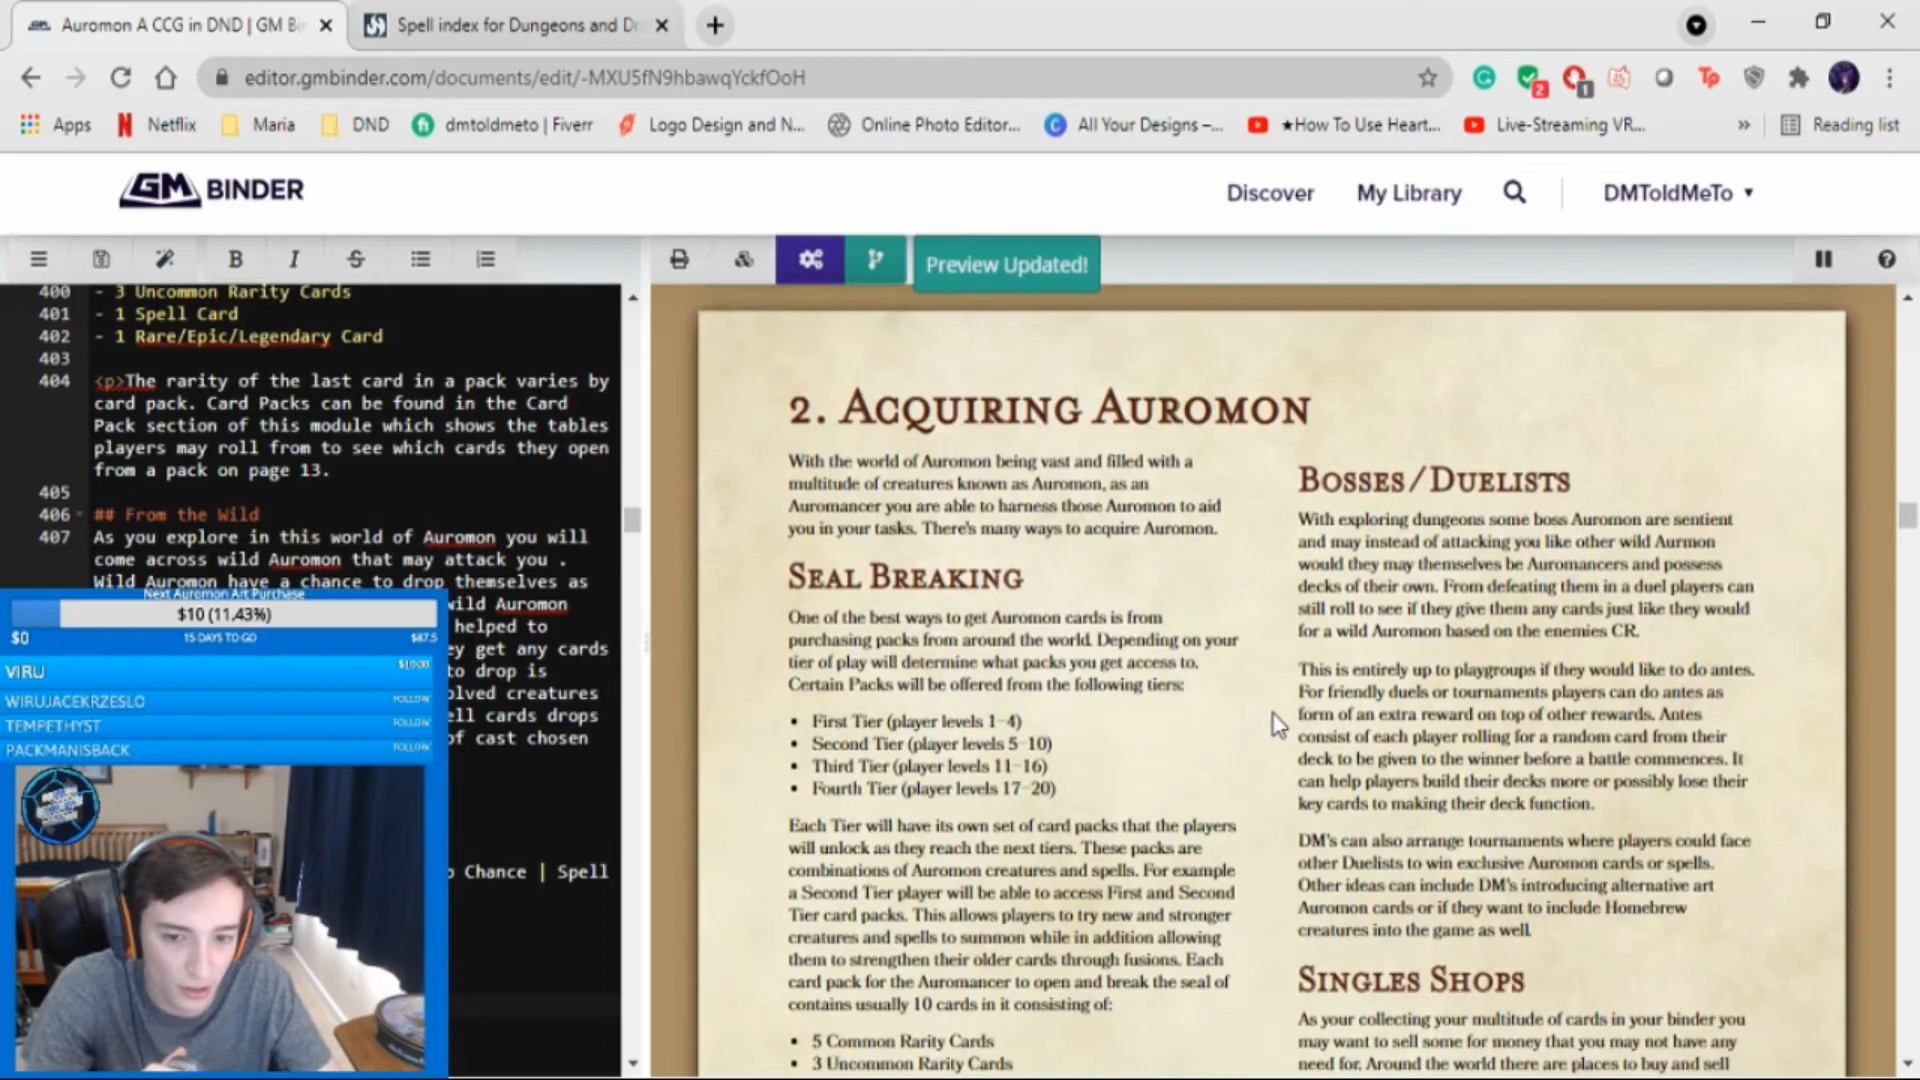 Auromon A CCG in DND | GM Bi
Spell index for Dungeons and Dr
editor.gmbinder.com/documents/edit/-MXU5fN9hbawqYckfOoH
2
1
Tp
Apps
Netflix
Maria
DND
dmtoldmeto | Fiverr
Logo Design and N...
Online Photo Editor...
All Your Designs –...
★How To Use Heart...
Live-Streaming VR...
»
Reading list
GM BINDER
Discover
My Library
DMToldMeTo
B I S
Preview Updated!
400 - 3 Uncommon Rarity Cards
401 - 1 Spell Card
402 - 1 Rare/Epic/Legendary Card
403
404 <p>The rarity of the last card in a pack varies by
card pack. Card Packs can be found in the Card
Pack section of this module which shows the tables
players may roll from to see which cards they open
from a pack on page 13.
405
406 ## From the Wild
407 As you explore in this world of Auromon you will
come across wild Auromon that may attack you .
Wild Auromon have a chance to drop themselves as
wild Auromon
helped to
ey get any cards
to drop is
olved creatures
ell cards drops
of cast chosen
Chance | Spell
Next Auromon Art Purchase
$10 (11.43%)
$0
15 DAYS TO GO
$87.5
VIRU
$10.00
WIRUJACEKRZESLO
FOLLOW
TEMPETHYST
FOLLOW
PACKMANISBACK
FOLLOW
2. Acquiring Auromon
With the world of Auromon being vast and filled with a
multitude of creatures known as Auromon, as an
Auromancer you are able to harness those Auromon to aid
you in your tasks. There's many ways to acquire Auromon.
Seal Breaking
One of the best ways to get Auromon cards is from
purchasing packs from around the world. Depending on your
tier of play will determine what packs you get access to.
Certain Packs will be offered from the following tiers:
• First Tier (player levels 1-4)
• Second Tier (player levels 5-10)
• Third Tier (player levels 11-16)
• Fourth Tier (player levels 17-20)
Each Tier will have its own set of card packs that the players
will unlock as they reach the next tiers. These packs are
combinations of Auromon creatures and spells. For example
a Second Tier player will be able to access First and Second
Tier card packs. This allows players to try new and stronger
creatures and spells to summon while in addition allowing
them to strengthen their older cards through fusions. Each
card pack for the Auromancer to open and break the seal of
contains usually 10 cards in it consisting of:
• 5 Common Rarity Cards
• 3 Uncommon Rarity Cards
Bosses/Duelists
With exploring dungeons some boss Auromon are sentient
and may instead of attacking you like other wild Aurmon
would they may themselves be Auromancers and possess
decks of their own. From defeating them in a duel players can
still roll to see if they give them any cards just like they would
for a wild Auromon based on the enemies CR.
This is entirely up to playgroups if they would like to do antes.
For friendly duels or tournaments players can do antes as
form of an extra reward on top of other rewards. Antes
consist of each player rolling for a random card from their
deck to be given to the winner before a battle commences. It
can help players build their decks more or possibly lose their
key cards to making their deck function.
DM's can also arrange tournaments where players could face
other Duelists to win exclusive Auromon cards or spells.
Other ideas can include DM's introducing alternative art
Auromon cards or if they want to include Homebrew
creatures into the game as well.
Singles Shops
As your collecting your multitude of cards in your binder you
may want to sell some for money that you may not have any
need for. Around the world there are places to buy and sell